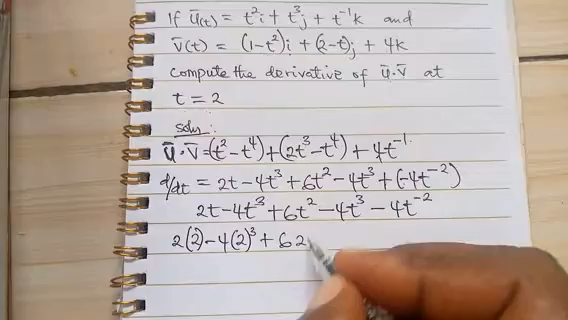 If ū(t) = t²i + t³j + t⁻¹k and
v̄(t) = (1-t²)i + (2-t)j + 4k
compute the derivative of ū·v̄ at
t = 2
soln:
ū·v̄ = (t² - t⁴) + (2t³ - t⁴) + 4t⁻¹
d/dt = 2t - 4t³ + 6t² - 4t³ + (-4t⁻²)
2t - 4t³ + 6t² - 4t³ - 4t⁻²
2(2) - 4(2)³ + 62